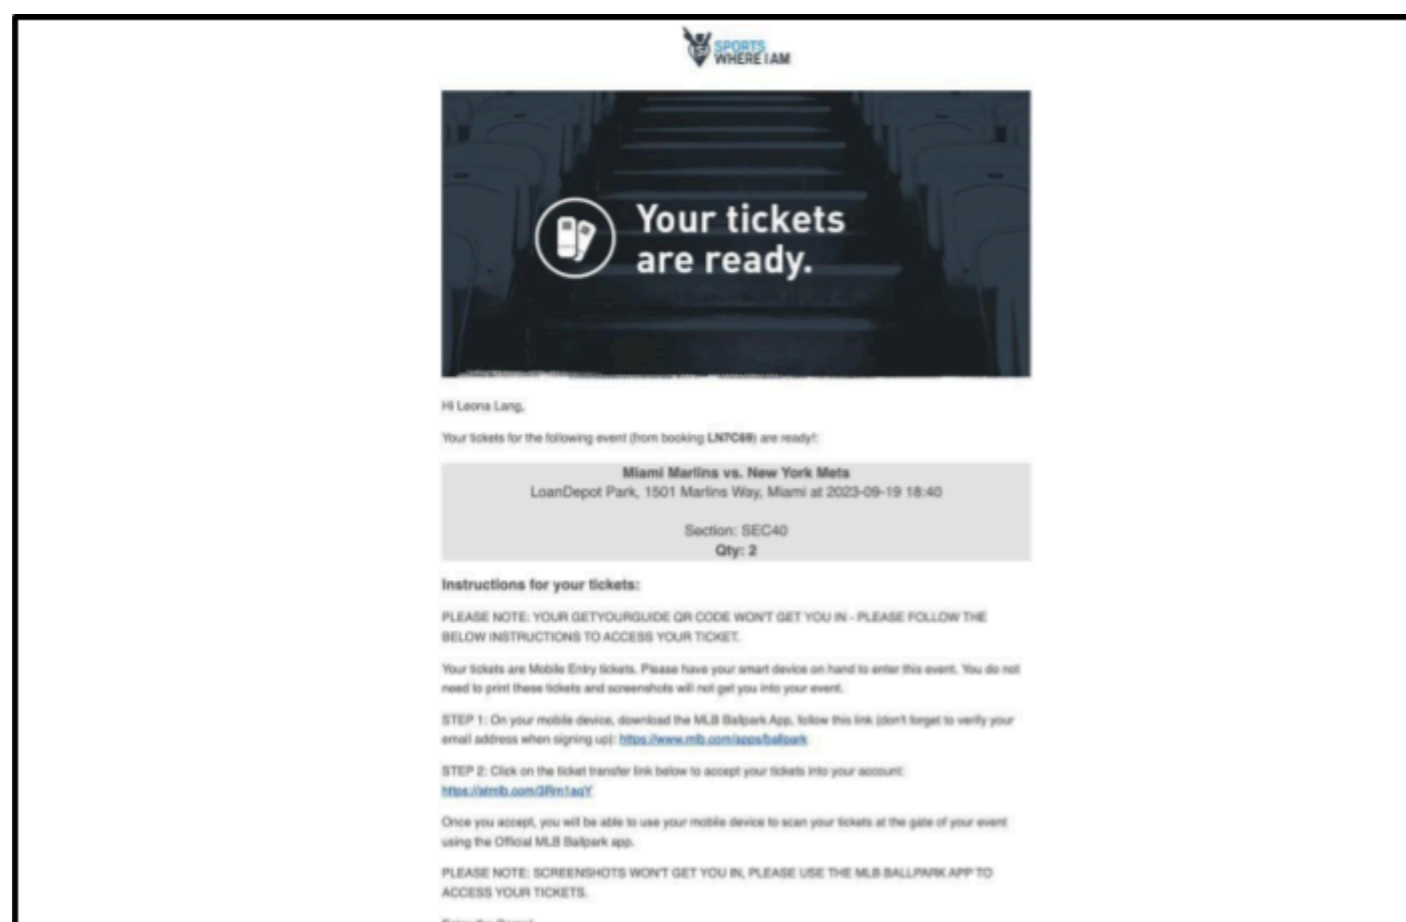 SPORTS
WHERE I AM
Your tickets
are ready.
Hi Leona Lang,
Your tickets for the following event (from booking LN7C69) are ready!:
Miami Marlins vs. New York Mets
LoanDepot Park, 1501 Marlins Way, Miami at 2023-09-19 18:40
Section: SEC40
Qty: 2
Instructions for your tickets:
PLEASE NOTE: YOUR GETYOURGUIDE QR CODE WON'T GET YOU IN - PLEASE FOLLOW THE
BELOW INSTRUCTIONS TO ACCESS YOUR TICKET.
Your tickets are Mobile Entry tickets. Please have your smart device on hand to enter this event. You do not
need to print these tickets and screenshots will not get you into your event.
STEP 1: On your mobile device, download the MLB Ballpark App, follow this link (don't forget to verify your
email address when signing up): https://www.mlb.com/apps/ballpark
STEP 2: Click on the ticket transfer link below to accept your tickets into your account:
https://atmlb.com/3Rm1aqY
Once you accept, you will be able to use your mobile device to scan your tickets at the gate of your event
using the Official MLB Ballpark app.
PLEASE NOTE: SCREENSHOTS WON'T GET YOU IN, PLEASE USE THE MLB BALLPARK APP TO
ACCESS YOUR TICKETS.